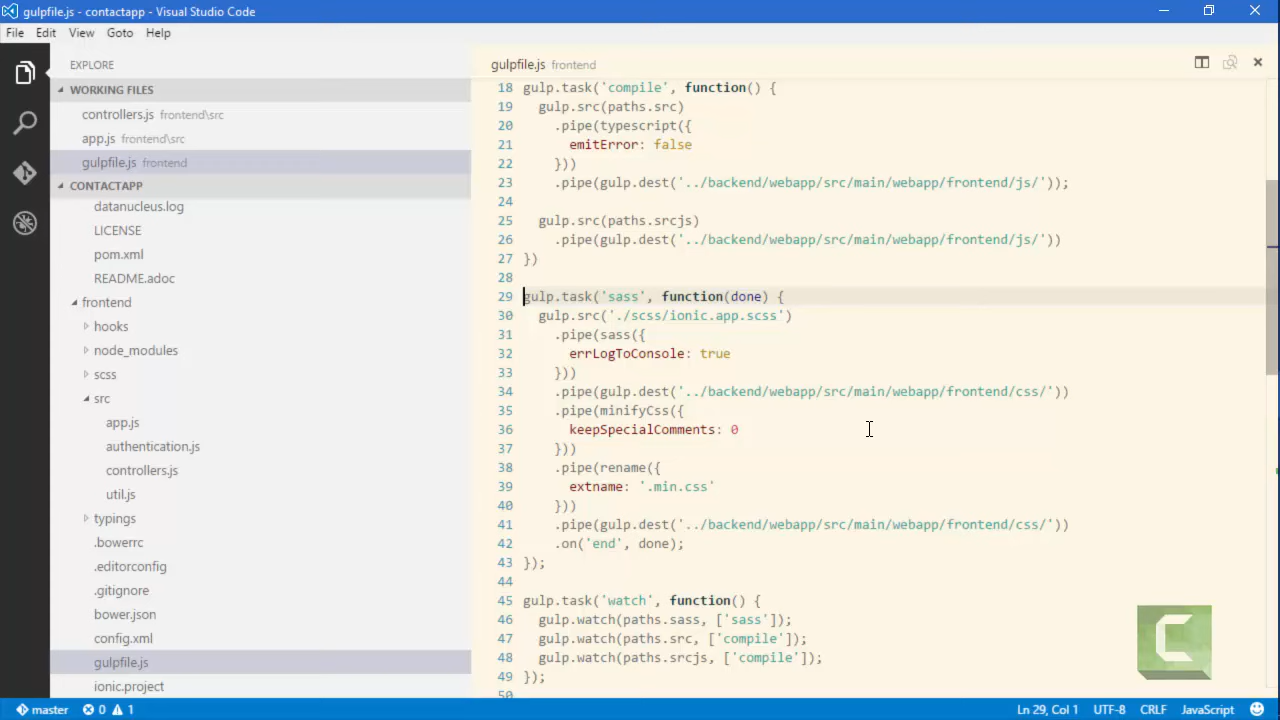 gulpfile.js - contactapp - Visual Studio Code
File Edit View Goto Help
EXPLORE
WORKING FILES
controllers.js frontend\src
app.js frontend\src
gulpfile.js frontend
CONTACTAPP
datanucleus.log
LICENSE
pom.xml
README.adoc
frontend
hooks
node_modules
scss
src
app.js
authentication.js
controllers.js
util.js
typings
.bowerrc
.editorconfig
.gitignore
bower.json
config.xml
gulpfile.js
ionic.project
gulpfile.js frontend
18 gulp.task('compile', function() {
19 gulp.src(paths.src)
20 .pipe(typescript({
21 emitError: false
22 }))
23 .pipe(gulp.dest('../backend/webapp/src/main/webapp/frontend/js/'));
24
25 gulp.src(paths.srcjs)
26 .pipe(gulp.dest('../backend/webapp/src/main/webapp/frontend/js/'))
27 })
28
29 gulp.task('sass', function(done) {
30 gulp.src('./scss/ionic.app.scss')
31 .pipe(sass({
32 errLogToConsole: true
33 }))
34 .pipe(gulp.dest('../backend/webapp/src/main/webapp/frontend/css/'))
35 .pipe(minifyCss({
36 keepSpecialComments: 0
37 }))
38 .pipe(rename({
39 extname: '.min.css'
40 }))
41 .pipe(gulp.dest('../backend/webapp/src/main/webapp/frontend/css/'))
42 .on('end', done);
43 });
44
45 gulp.task('watch', function() {
46 gulp.watch(paths.sass, ['sass']);
47 gulp.watch(paths.src, ['compile']);
48 gulp.watch(paths.srcjs, ['compile']);
49 });
50
C
master 0 1 Ln 29, Col 1 UTF-8 CRLF JavaScript